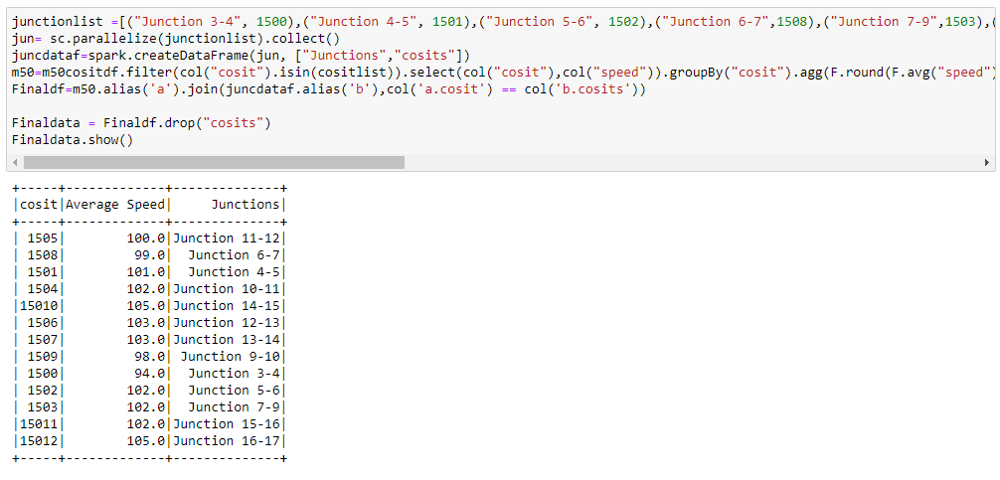 junctionlist =[("Junction 3-4", 1500),("Junction 4-5", 1501),("Junction 5-6", 1502),("Junction 6-7",1508),("Junction 7-9",1503),(
jun= sc.parallelize(junctionlist).collect()
juncdataf=spark.createDataFrame(jun, ["Junctions","cosits"])
m50=m50cositdf.filter(col("cosit").isin(cositlist)).select(col("cosit"),col("speed")).groupBy("cosit").agg(F.round(F.avg("speed")
Finaldf=m50.alias('a').join(juncdataf.alias('b'),col('a.cosit') == col('b.cosits'))
Finaldata = Finaldf.drop("cosits")
Finaldata.show()
+-----+-------------+--------------+
|cosit|Average Speed|     Junctions|
+-----+-------------+--------------+
| 1505|        100.0|Junction 11-12|
| 1508|         99.0|  Junction 6-7|
| 1501|        101.0|  Junction 4-5|
| 1504|        102.0|Junction 10-11|
|15010|        105.0|Junction 14-15|
| 1506|        103.0|Junction 12-13|
| 1507|        103.0|Junction 13-14|
| 1509|         98.0| Junction 9-10|
| 1500|         94.0|  Junction 3-4|
| 1502|        102.0|  Junction 5-6|
| 1503|        102.0|  Junction 7-9|
|15011|        102.0|Junction 15-16|
|15012|        105.0|Junction 16-17|
+-----+-------------+--------------+